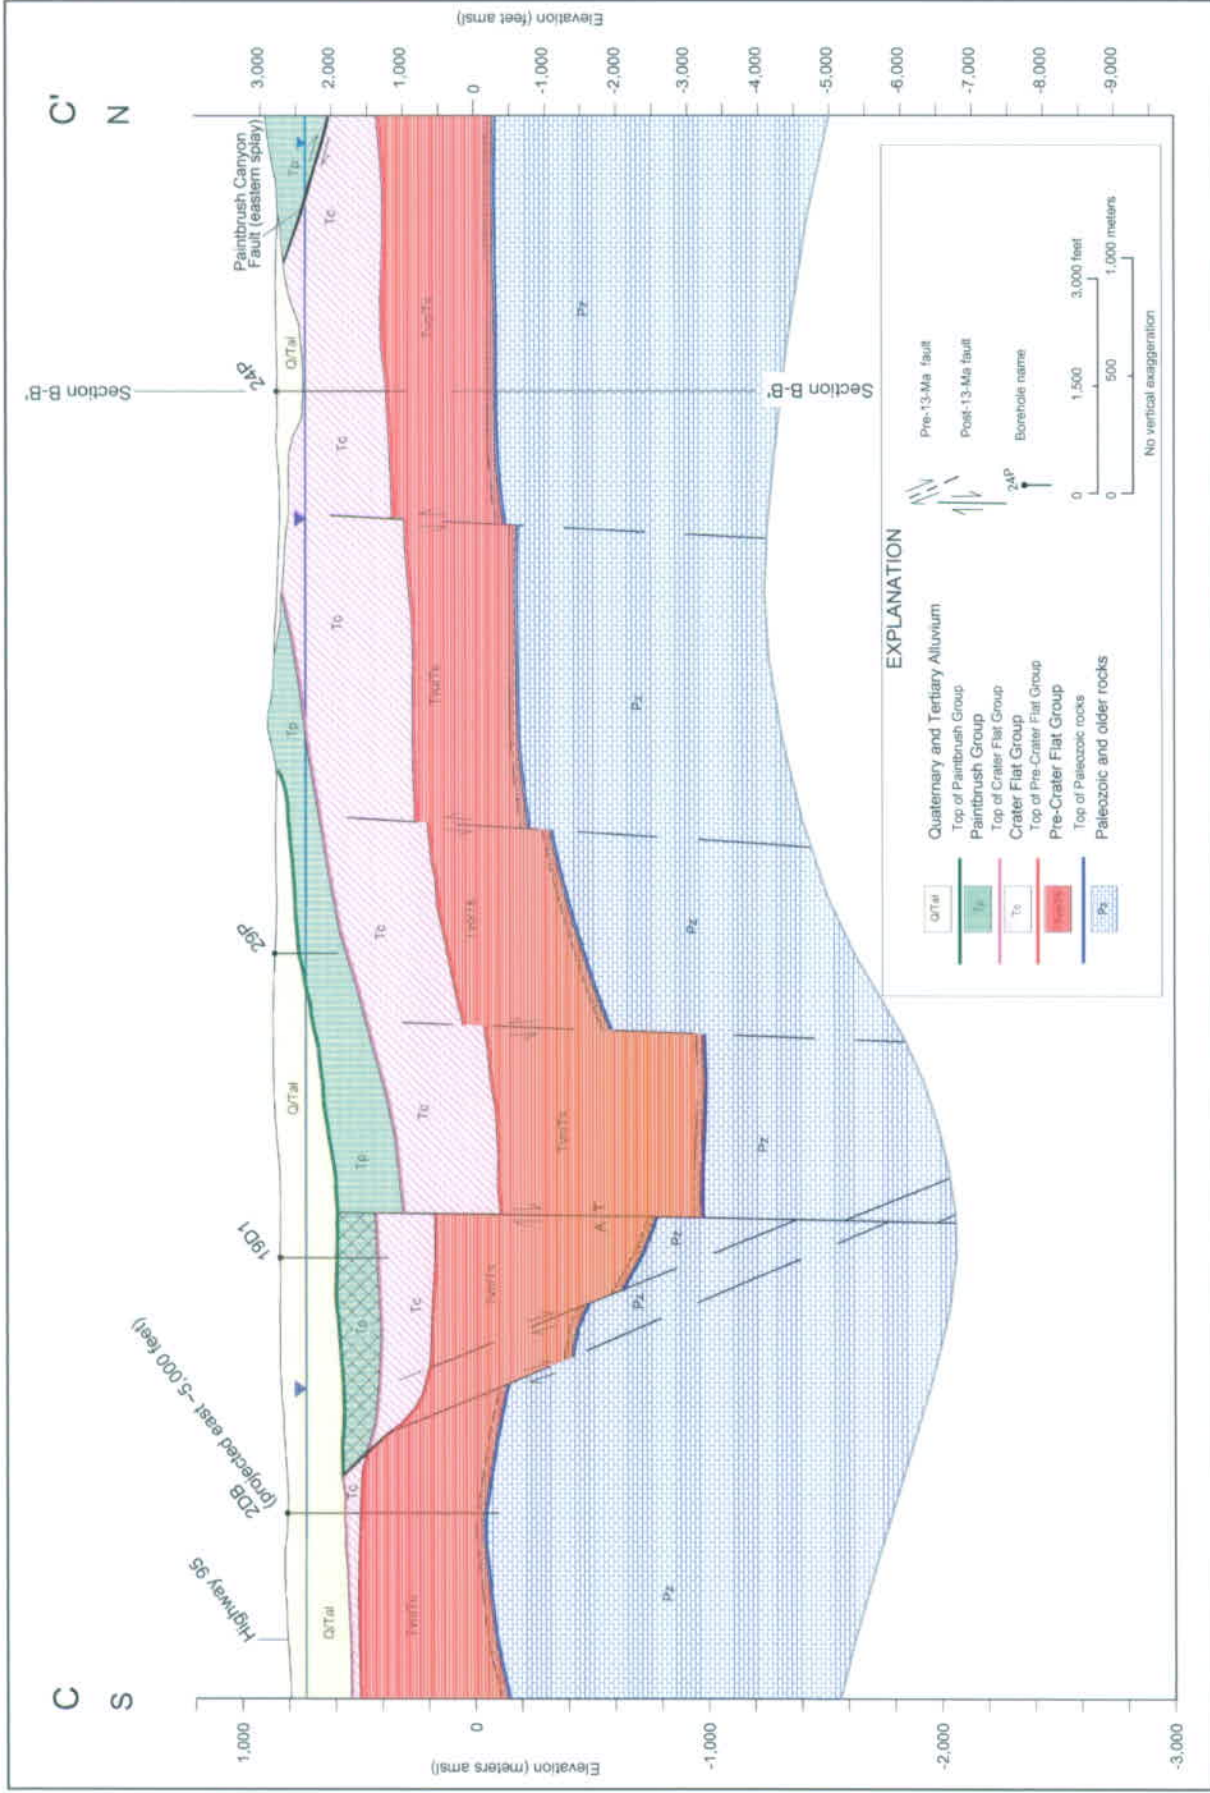 C
S
C'
N
Highway 95
2DB
(projected east ~5,000 feet)
19D1
29P
24P
Section B-B'
Paintbrush Canyon
Fault (eastern splay)
Elevation (meters amsl)
1,000
0
-1,000
-2,000
-3,000
Elevation (feet amsl)
3,000
2,000
1,000
0
-1,000
-2,000
-3,000
-4,000
-5,000
-6,000
-7,000
-8,000
-9,000
Q/Tal
Q/Tal
Q/Tal
Tp
Tp
Tp
Tp
Tc
Tc
Tc
Tc
Tc
Tc
Tc
A T
Pz
Pz
Pz
Pz
Pz
Pz
Pz
Section B-B'
EXPLANATION
Q/Tal
Quaternary and Tertiary Alluvium
Top of Paintbrush Group
Tp
Paintbrush Group
Top of Crater Flat Group
Tc
Crater Flat Group
Top of Pre-Crater Flat Group
Pre-Crater Flat Group
Top of Paleozoic rocks
Pz
Paleozoic and older rocks
Pre-13-Ma fault
Post-13-Ma fault
24P
Borehole name
0 1,500 3,000 feet
0 500 1,000 meters
No vertical exaggeration